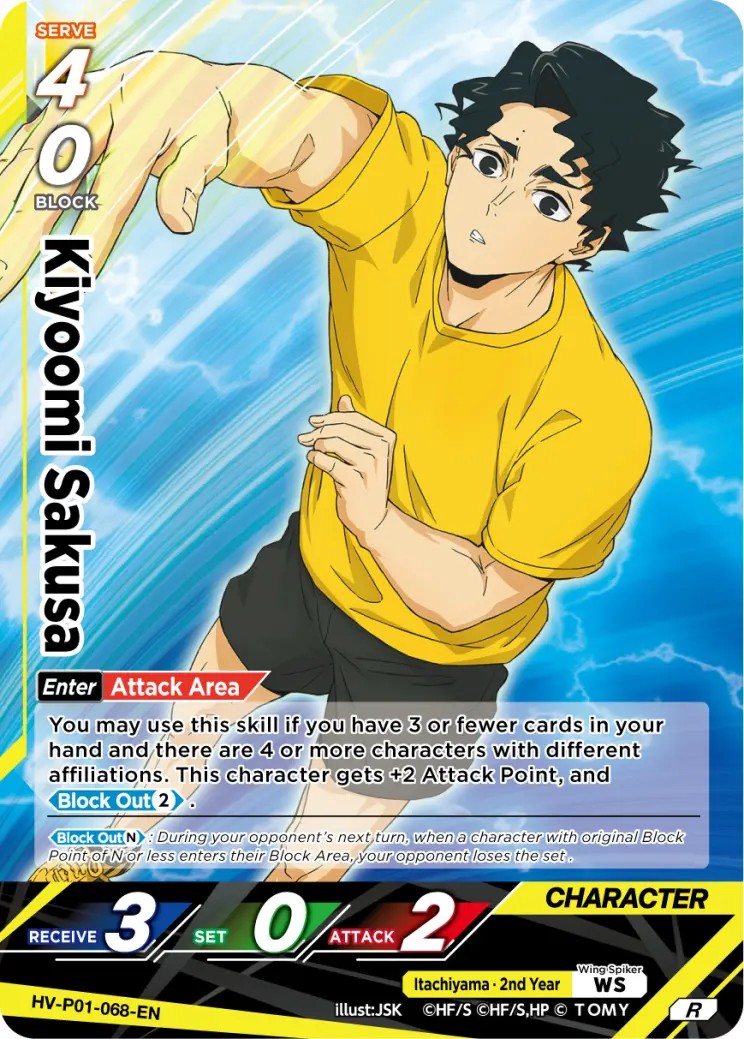 SERVE
4
0
BLOCK
Kiyoomi Sakusa
Enter Attack Area
You may use this skill if you have 3 or fewer cards in your
hand and there are 4 or more characters with different
affiliations. This character gets +2 Attack Point, and
Block Out 2 .
Block Out N : During your opponent's next turn, when a character with original Block
Point of N or less enters their Block Area, your opponent loses the set .
CHARACTER
RECEIVE 3 SET 0 ATTACK 2
Itachiyama · 2nd Year
Wing Spiker
WS
HV-P01-068-EN
illust:JSK ©HF/S ©HF/S,HP © TOMY
R